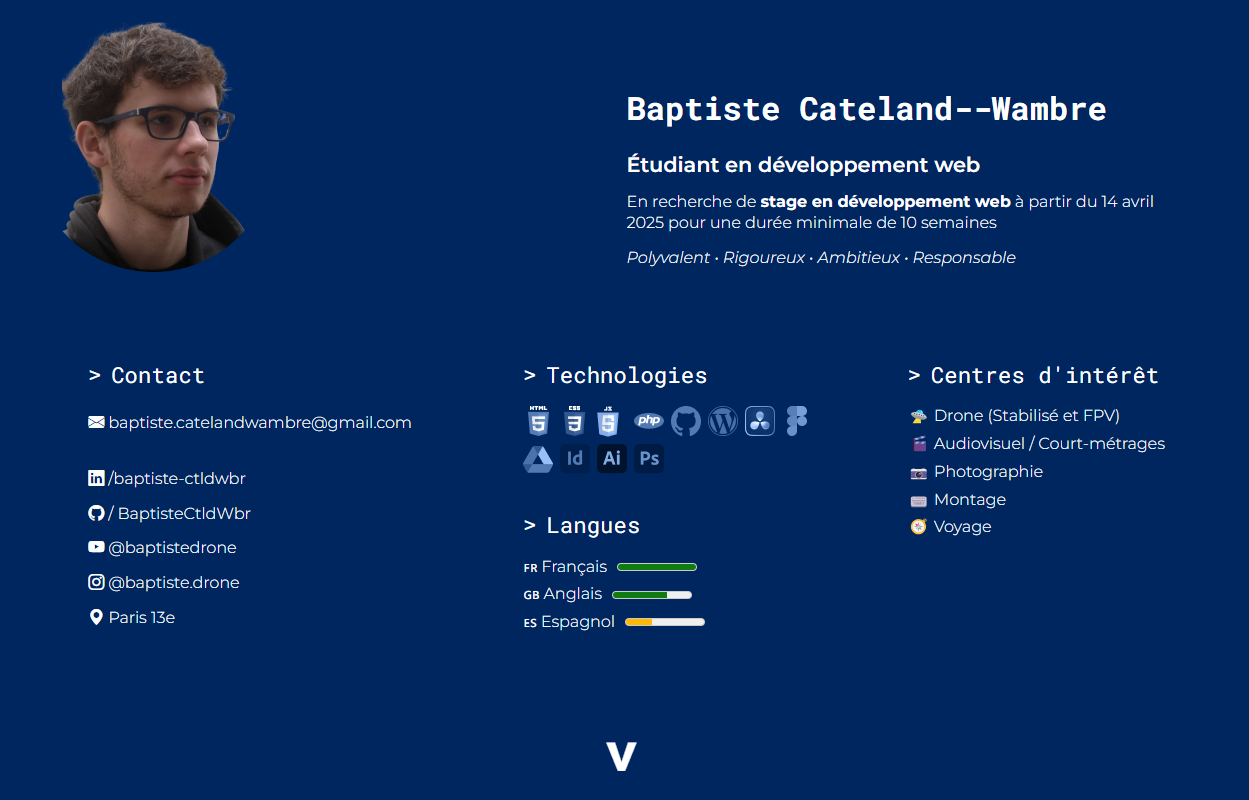 Baptiste Cateland--Wambre
Étudiant en développement web
En recherche de stage en développement web à partir du 14 avril
2025 pour une durée minimale de 10 semaines
Polyvalent • Rigoureux • Ambitieux • Responsable
> Contact
baptiste.catelandwambre@gmail.com
/baptiste-ctldwbr
/ BaptisteCtldWbr
@baptistedrone
@baptiste.drone
Paris 13e
> Technologies
HTML 5 CSS 3 JS 5 php
Id Ai Ps
> Langues
FR Français
GB Anglais
ES Espagnol
> Centres d'intérêt
Drone (Stabilisé et FPV)
Audiovisuel / Court-métrages
Photographie
Montage
Voyage
V